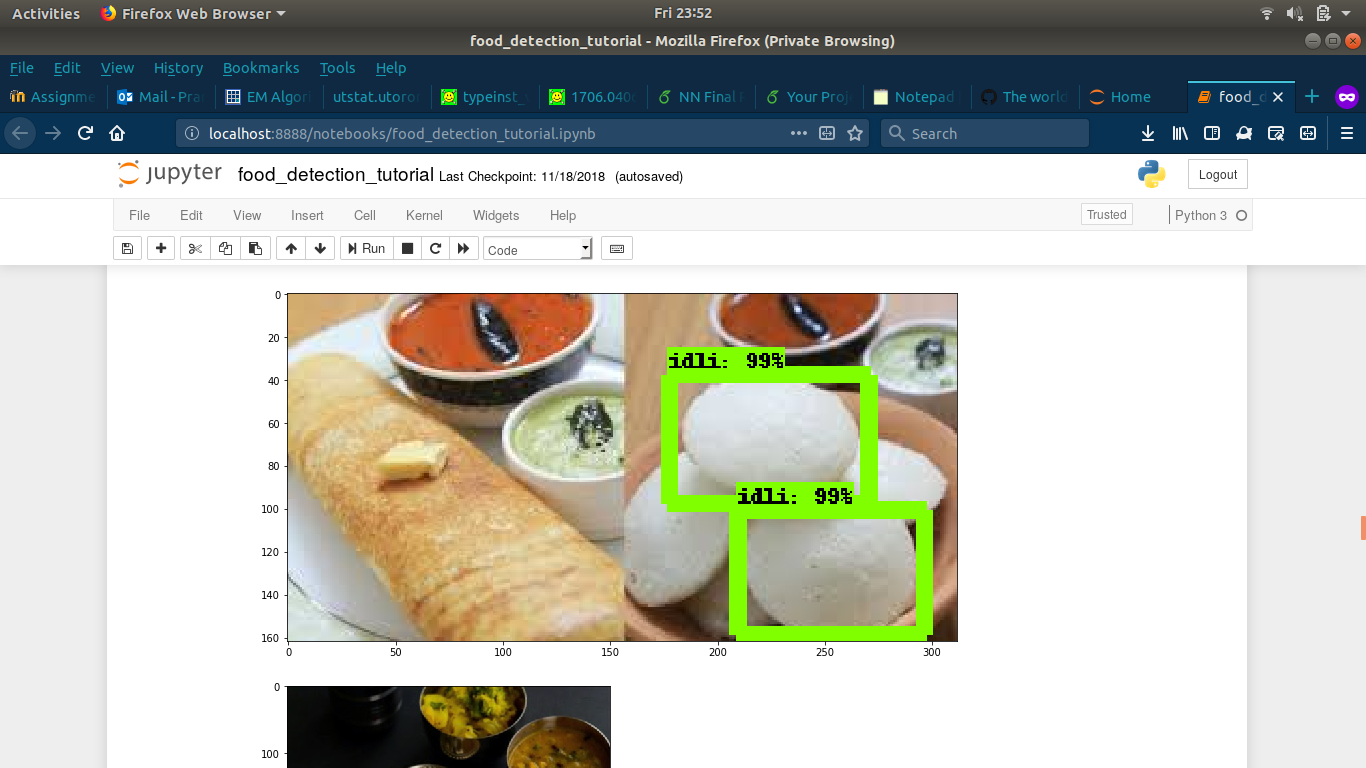 Activities Firefox Web Browser Fri 23:52
food_detection_tutorial - Mozilla Firefox (Private Browsing)
File Edit View History Bookmarks Tools Help
Assignme Mail - Pra EM Algori utstat.utoron typeinst_ 1706.040 NN Final Your Proj Notepad The world Home food_d
localhost:8888/notebooks/food_detection_tutorial.ipynb Search
jupyter food_detection_tutorial Last Checkpoint: 11/18/2018 (autosaved) Logout
File Edit View Insert Cell Kernel Widgets Help Trusted Python 3
Run Code
0
20
idli: 99%
40
60
80
idli: 99%
100
120
140
160
0 50 100 150 200 250 300
0
100